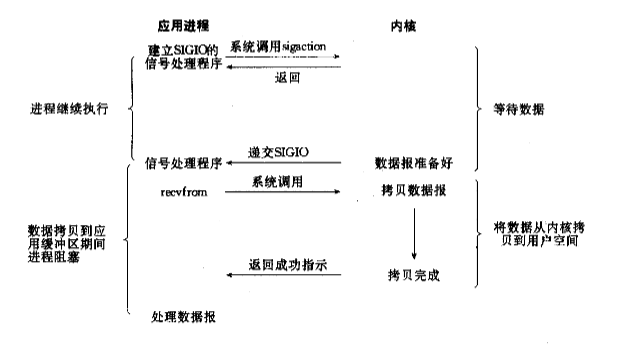 应用进程 内核
建立SIGIO的 系统调用sigaction
信号处理程序
返回
进程继续执行 等待数据
递交SIGIO
信号处理程序 数据报准备好
系统调用
recvfrom 拷贝数据报
数据拷贝到应
用缓冲区期间
进程阻塞
将数据从内核拷
贝到用户空间
返回成功指示
拷贝完成
处理数据报